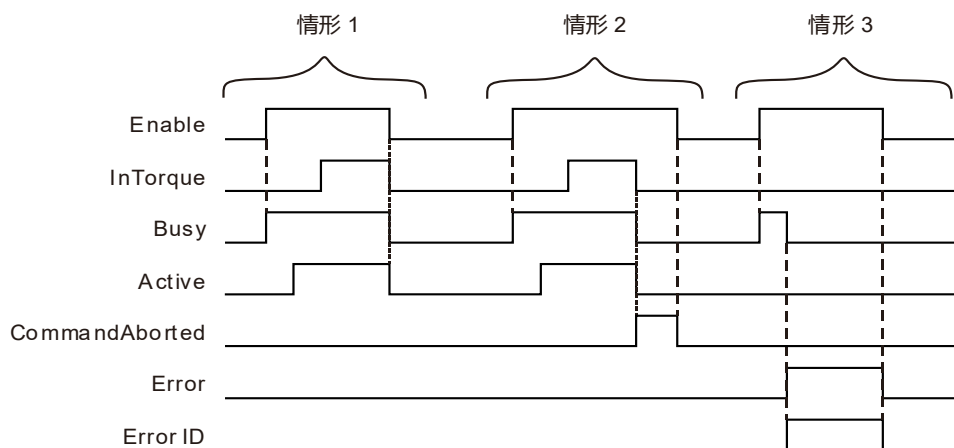 情形 1 情形 2 情形 3
Enable
InTorque
Busy
Active
CommandAborted
Error
Error ID